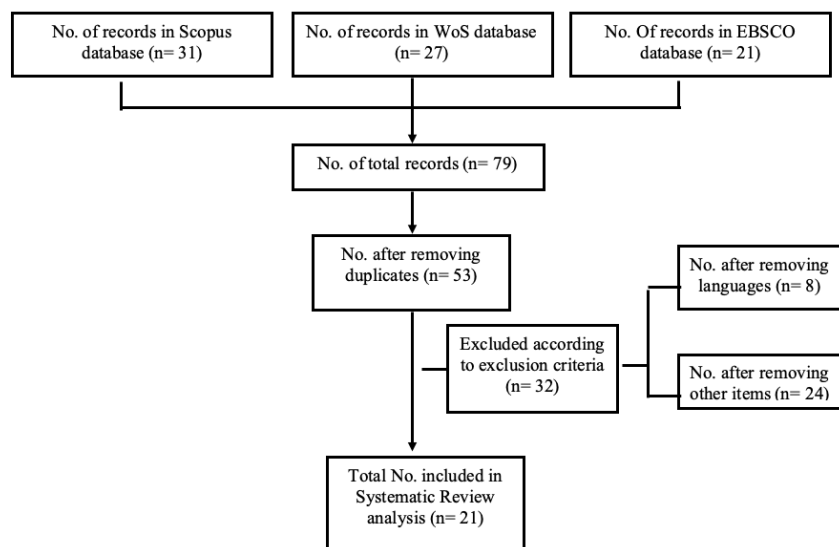 No. of records in Scopus
database (n= 31)
No. of records in WoS database
(n= 27)
No. Of records in EBSCO
database (n= 21)
No. of total records (n= 79)
No. after removing
duplicates (n= 53)
No. after removing
languages (n= 8)
Excluded according
to exclusion criteria
(n= 32)
No. after removing
other items (n= 24)
Total No. included in
Systematic Review
analysis (n= 21)